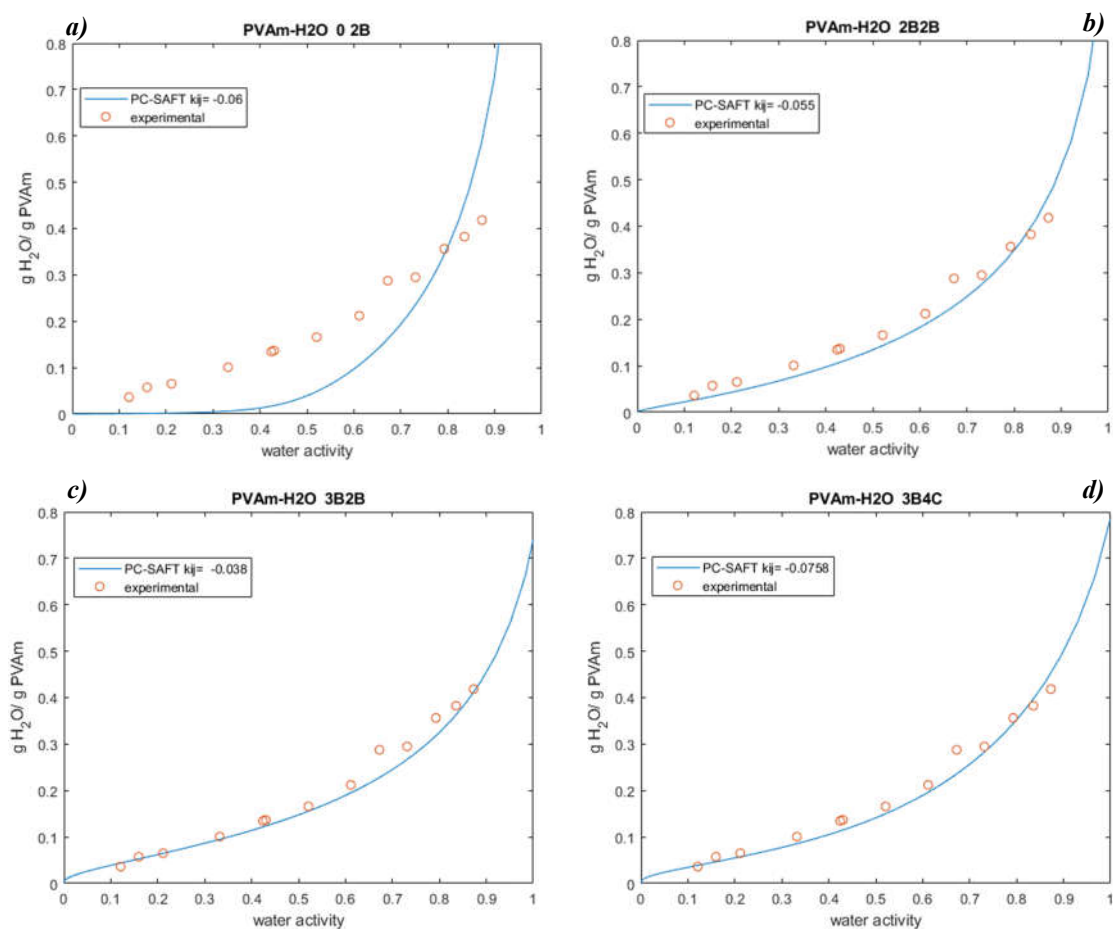 a)
PVAm-H2O 0 2B
0.8
0.7
0.6
0.5
0.4
0.3
0.2
0.1
0
g H2O/ g PVAm
PC-SAFT kij= -0.06
experimental
0 0.1 0.2 0.3 0.4 0.5 0.6 0.7 0.8 0.9 1
water activity
b)
PVAm-H2O 2B2B
0.8
0.7
0.6
0.5
0.4
0.3
0.2
0.1
0
g H2O/ g PVAm
PC-SAFT kij= -0.055
experimental
0 0.1 0.2 0.3 0.4 0.5 0.6 0.7 0.8 0.9 1
water activity
c)
PVAm-H2O 3B2B
0.8
0.7
0.6
0.5
0.4
0.3
0.2
0.1
0
g H2O/ g PVAm
PC-SAFT kij= -0.038
experimental
0 0.1 0.2 0.3 0.4 0.5 0.6 0.7 0.8 0.9 1
water activity
d)
PVAm-H2O 3B4C
0.8
0.7
0.6
0.5
0.4
0.3
0.2
0.1
0
g H2O/ g PVAm
PC-SAFT kij= -0.0758
experimental
0 0.1 0.2 0.3 0.4 0.5 0.6 0.7 0.8 0.9 1
water activity